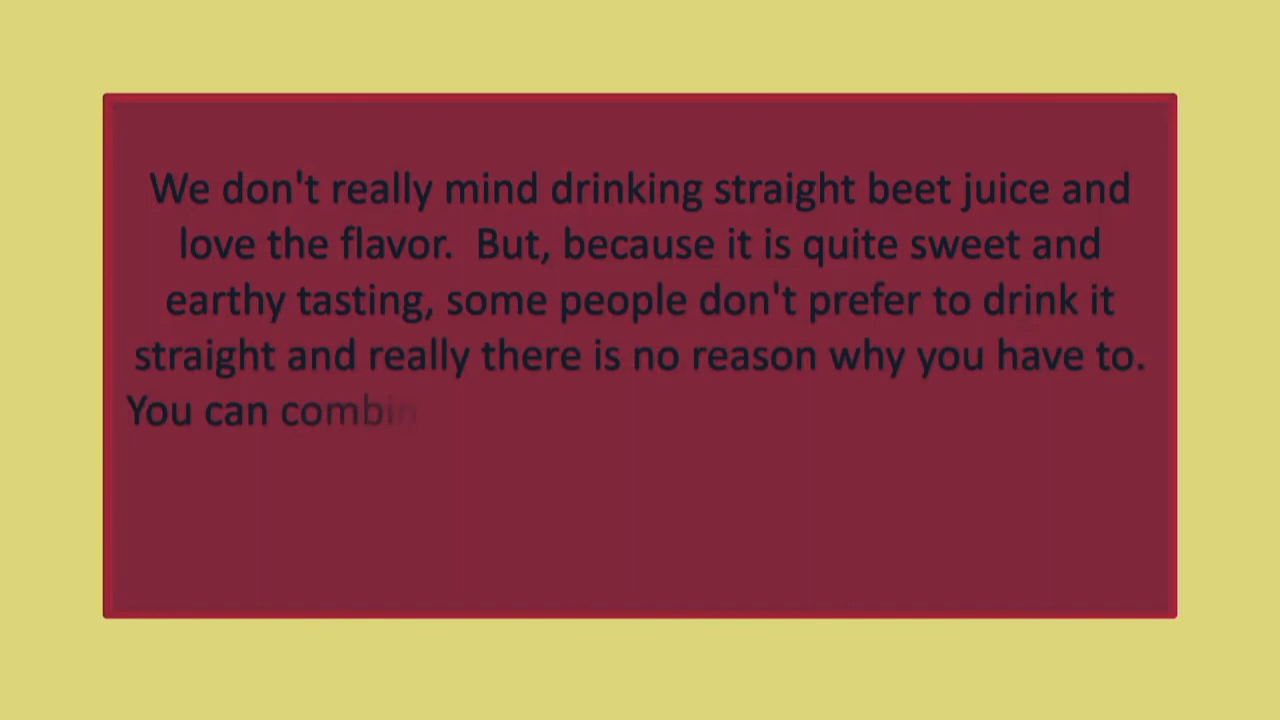 We don't really mind drinking straight beet juice and
love the flavor.  But, because it is quite sweet and
earthy tasting, some people don't prefer to drink it
straight and really there is no reason why you have to.
You can combin